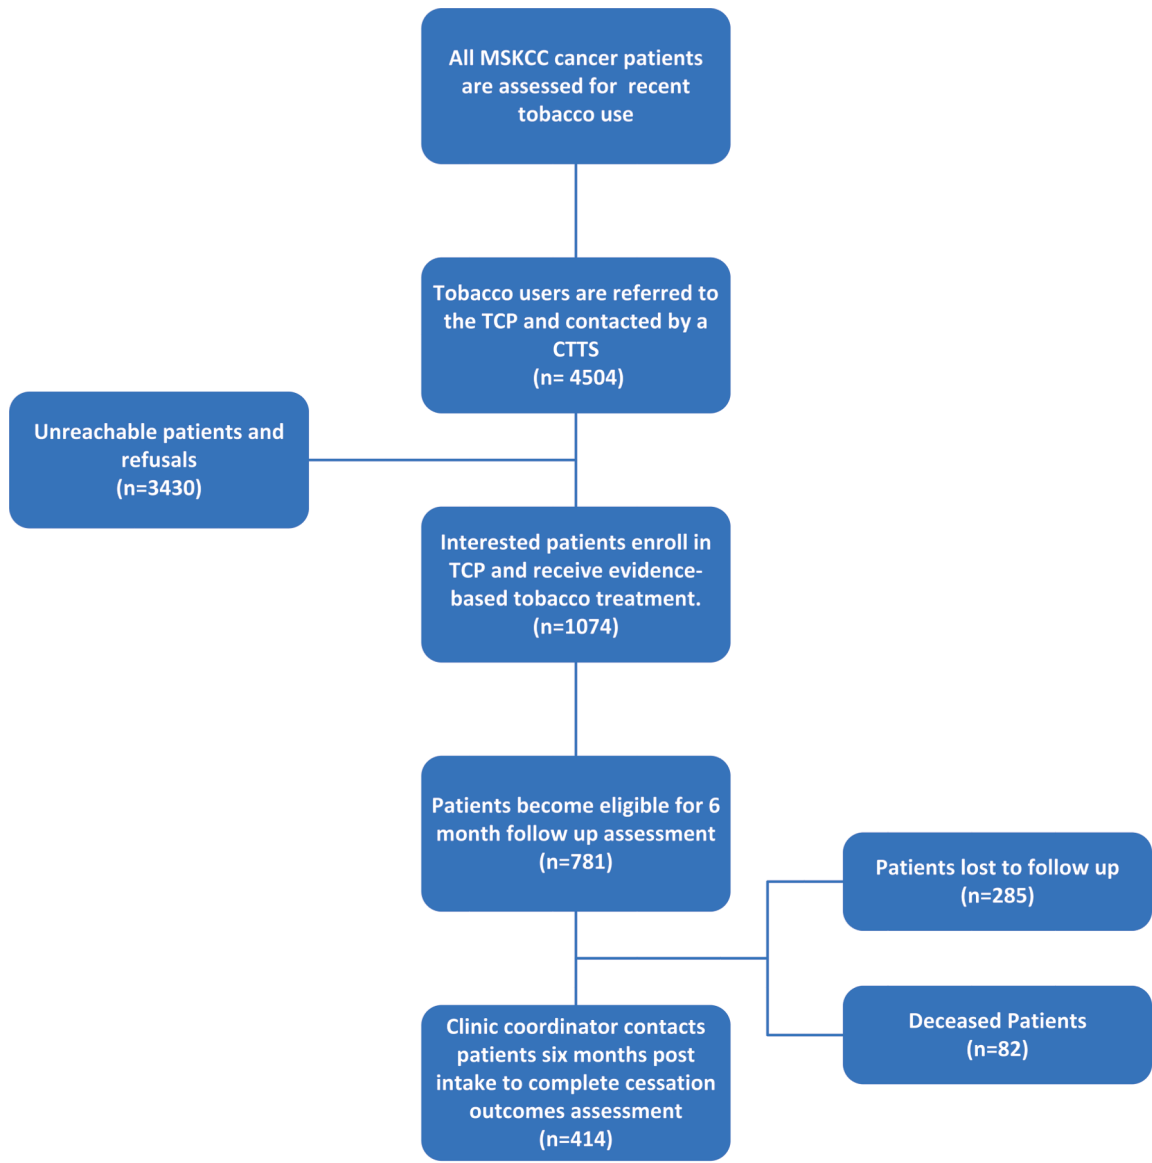 All MSKCC cancer patients
are assessed for recent
tobacco use
Tobacco users are referred to
the TCP and contacted by a
CTTS
(n= 4504)
Unreachable patients and
refusals
(n=3430)
Interested patients enroll in
TCP and receive evidence-
based tobacco treatment.
(n=1074)
Patients become eligible for 6
month follow up assessment
(n=781)
Patients lost to follow up
(n=285)
Deceased Patients
(n=82)
Clinic coordinator contacts
patients six months post
intake to complete cessation
outcomes assessment
(n=414)